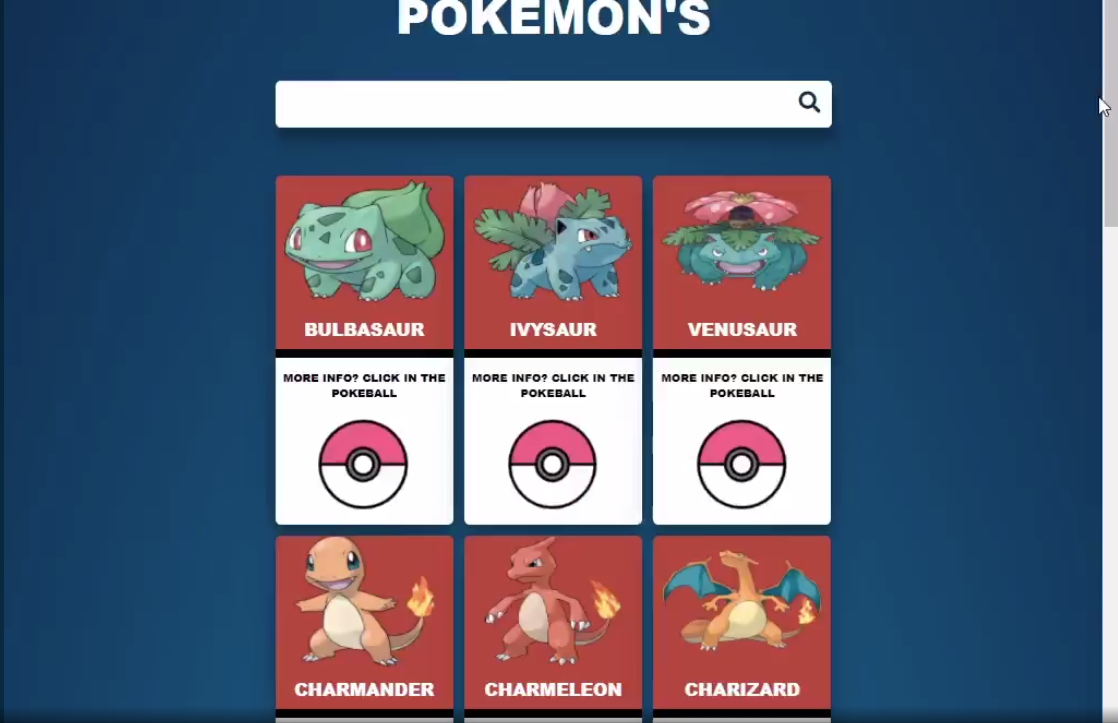 POKEMON'S
BULBASAUR
IVYSAUR
VENUSAUR
MORE INFO? CLICK IN THE
POKEBALL
MORE INFO? CLICK IN THE
POKEBALL
MORE INFO? CLICK IN THE
POKEBALL
CHARMANDER
CHARMELEON
CHARIZARD